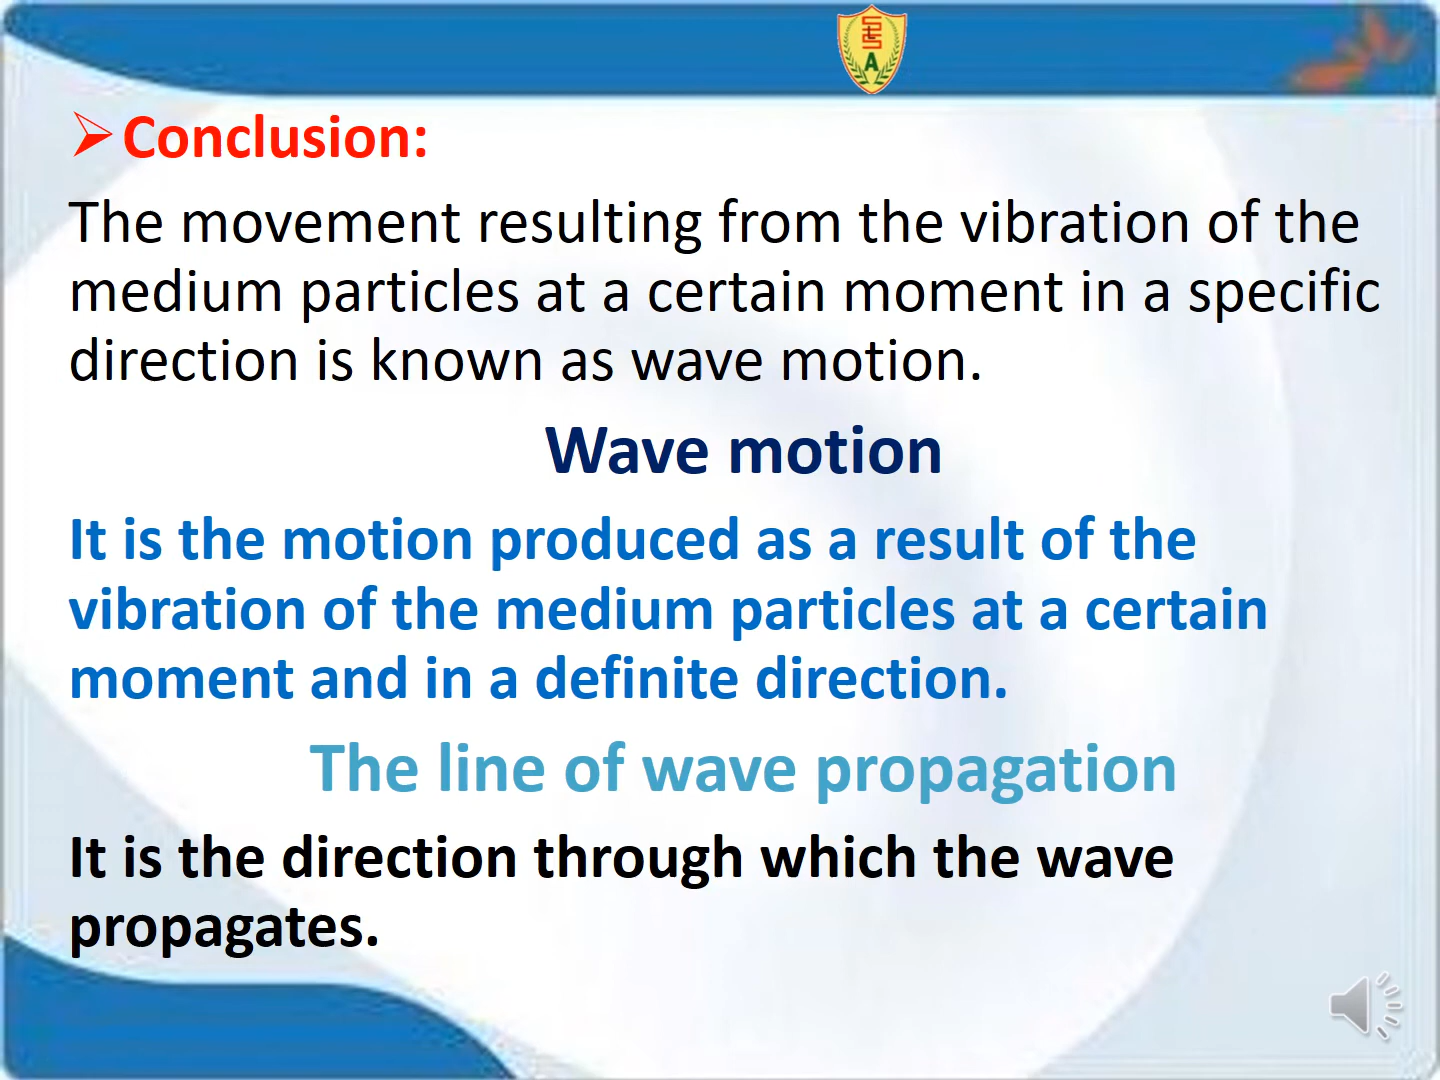 Conclusion:
The movement resulting from the vibration of the
medium particles at a certain moment in a specific
direction is known as wave motion.
Wave motion
It is the motion produced as a result of the
vibration of the medium particles at a certain
moment and in a definite direction.
The line of wave propagation
It is the direction through which the wave
propagates.